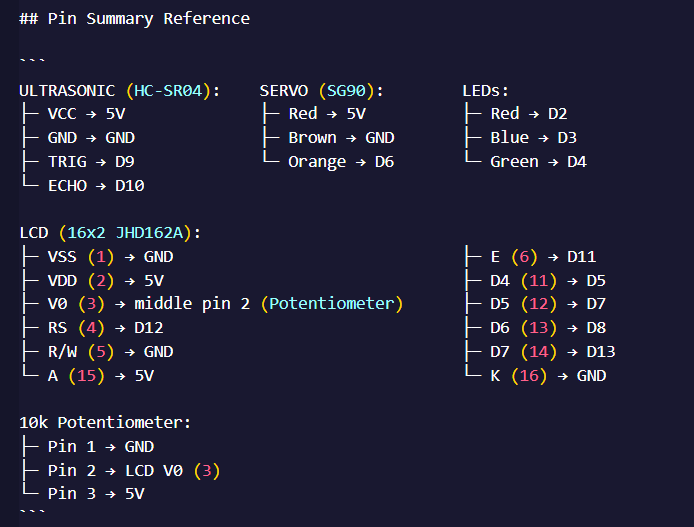 ## Pin Summary Reference
```
ULTRASONIC (HC-SR04):    SERVO (SG90):        LEDs:
├─ VCC → 5V              ├─ Red → 5V          ├─ Red → D2
├─ GND → GND             ├─ Brown → GND       ├─ Blue → D3
├─ TRIG → D9             └─ Orange → D6       └─ Green → D4
└─ ECHO → D10
LCD (16x2 JHD162A):
├─ VSS (1) → GND                              ├─ E (6) → D11
├─ VDD (2) → 5V                               ├─ D4 (11) → D5
├─ V0 (3) → middle pin 2 (Potentiometer)      ├─ D5 (12) → D7
├─ RS (4) → D12                               ├─ D6 (13) → D8
├─ R/W (5) → GND                              ├─ D7 (14) → D13
└─ A (15) → 5V                                └─ K (16) → GND
10k Potentiometer:
├─ Pin 1 → GND
├─ Pin 2 → LCD V0 (3)
└─ Pin 3 → 5V
```